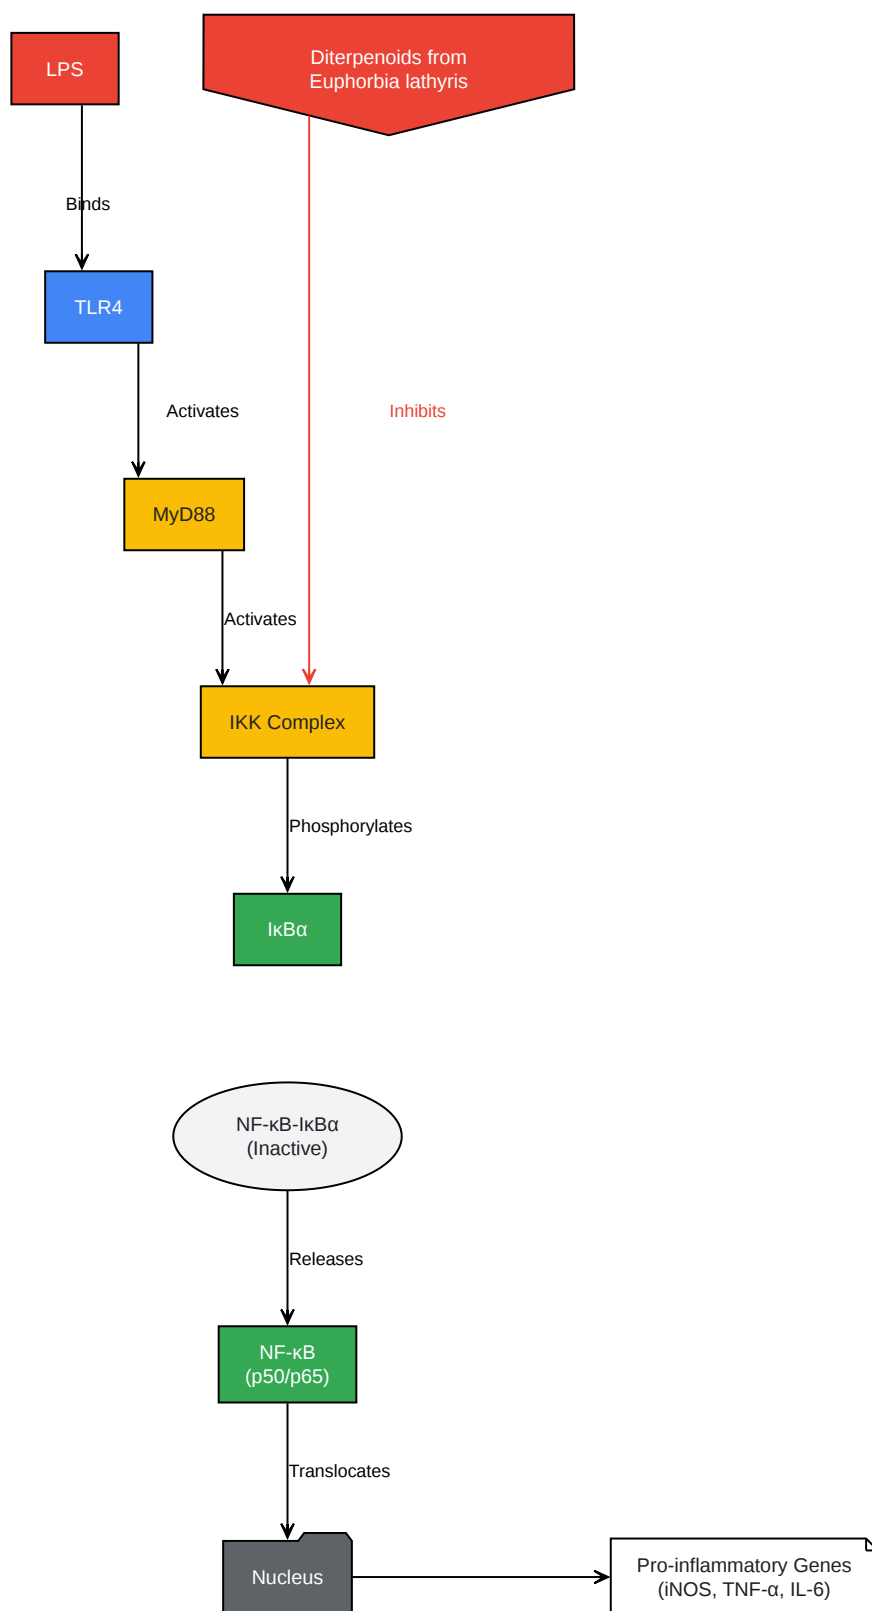 LPS
Diterpenoids from
Euphorbia lathyris
Binds
TLR4
Activates
Inhibits
MyD88
Activates
IKK Complex
Phosphorylates
IκBα
NF-κB-IκBα
(Inactive)
Releases
NF-κB
(p50/p65)
Translocates
Nucleus
Pro-inflammatory Genes
(iNOS, TNF-α, IL-6)